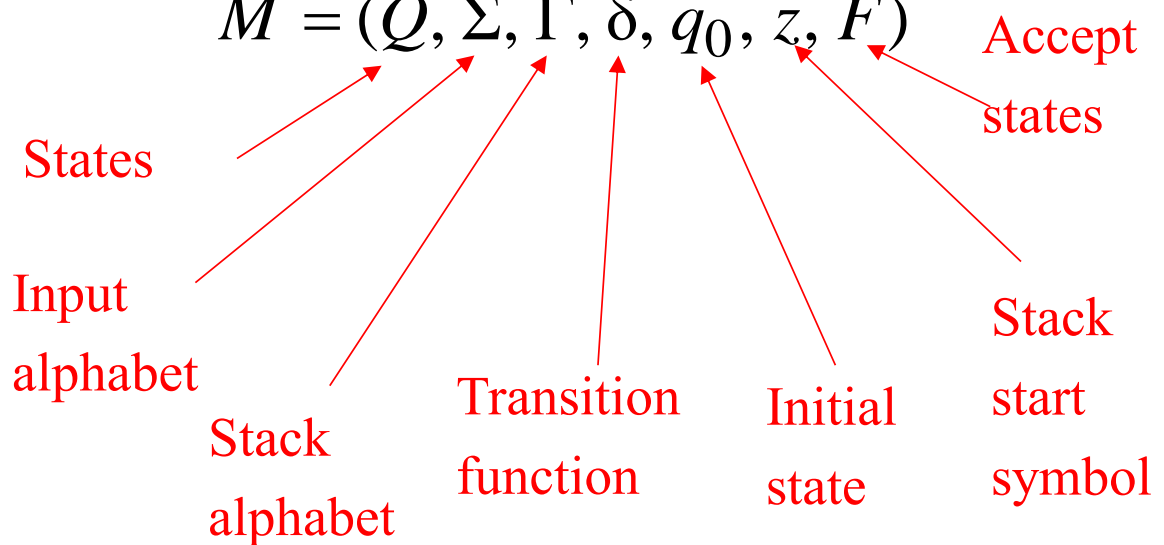 M = (Q, Σ, Γ, δ, q₀, z, F)
Accept
states
States
Input
alphabet
Stack
alphabet
Transition
function
Initial
state
Stack
start
symbol